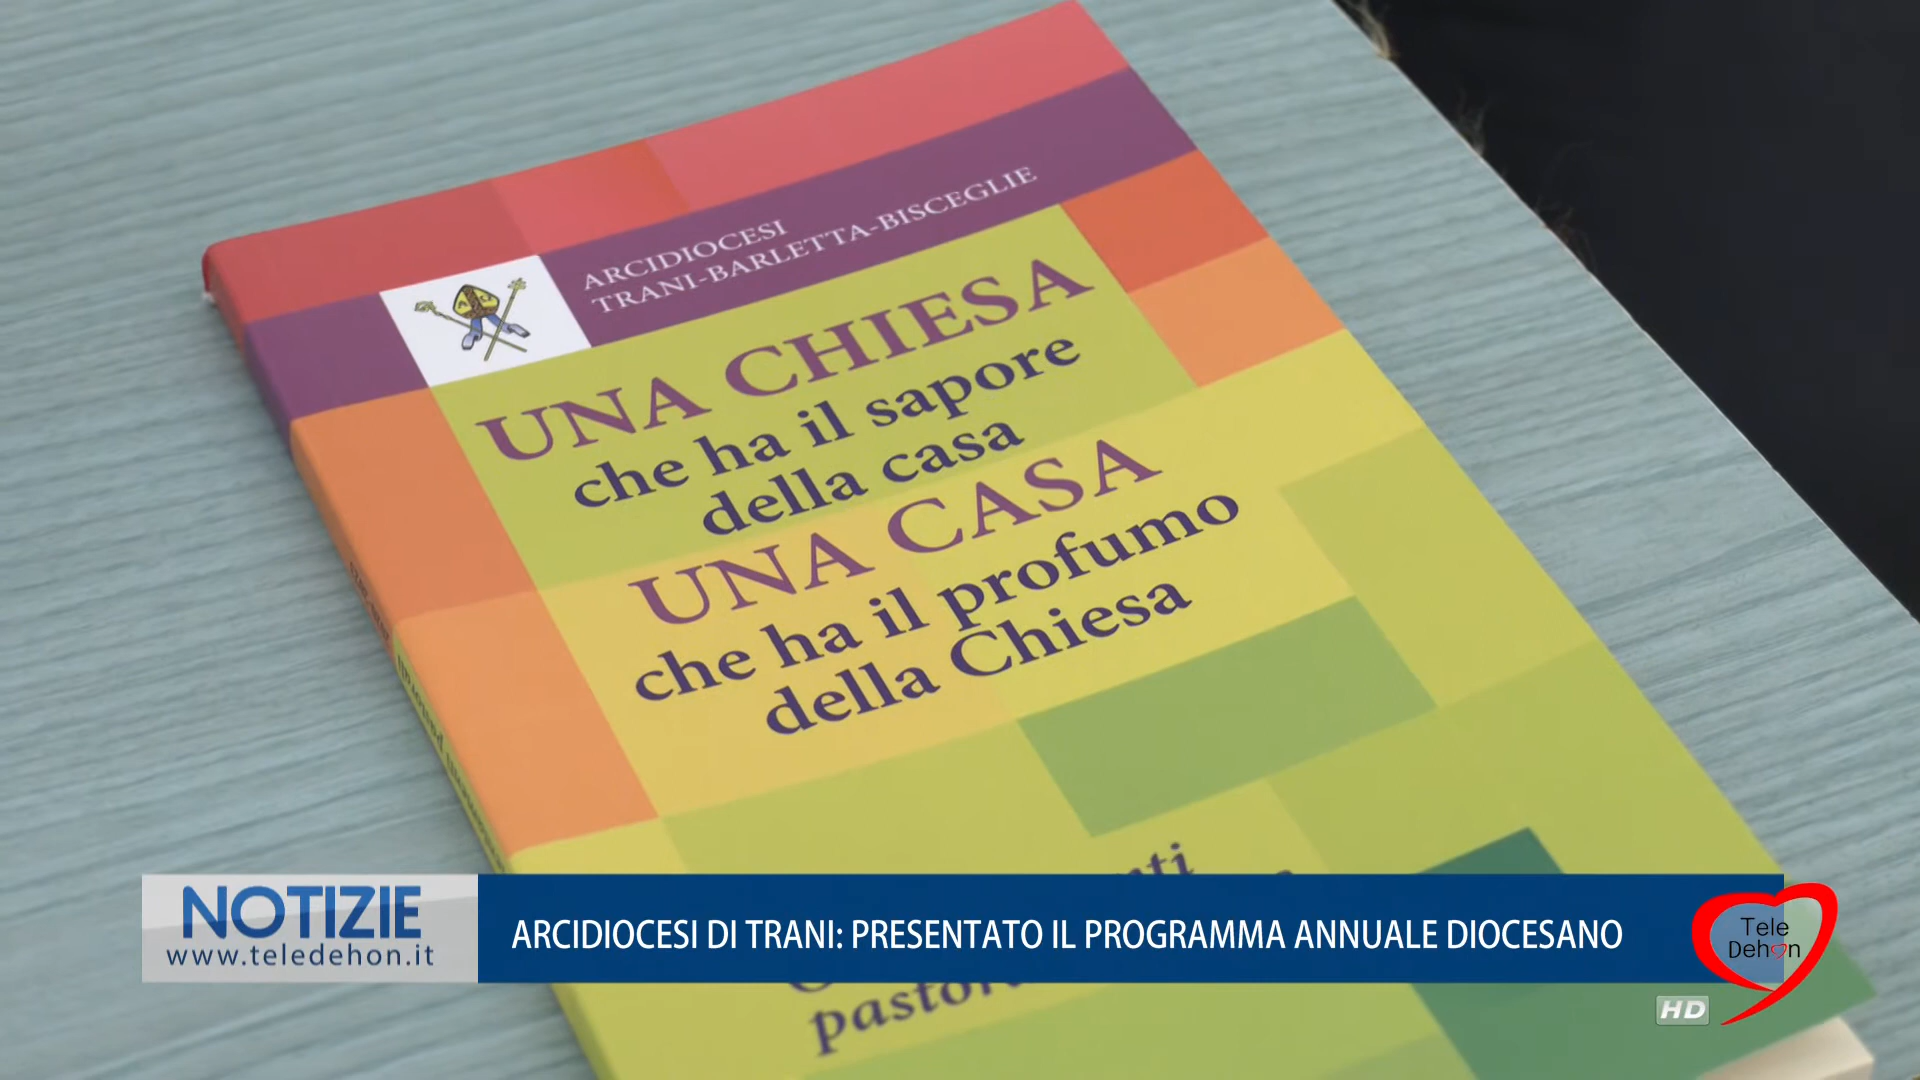 ARCIDIOCESI
TRANI-BARLETTA-BISCEGLIE
UNA CHIESA
che ha il sapore
della casa
UNA CASA
che ha il profumo
della Chiesa
NOTIZIE
www.teledehon.it
ARCIDIOCESI DI TRANI: PRESENTATO IL PROGRAMMA ANNUALE DIOCESANO
Tele
Dehon
HD